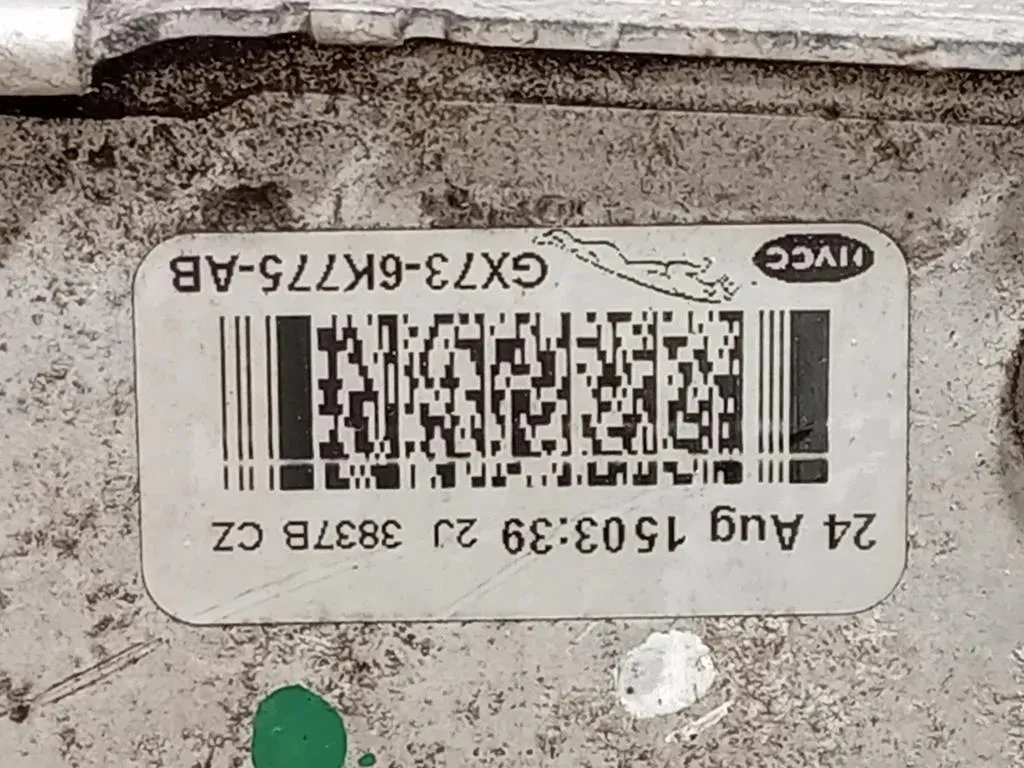 24 Aug 1503:39 2J 3837B CZ
GX73-6K775-AB
HVCC